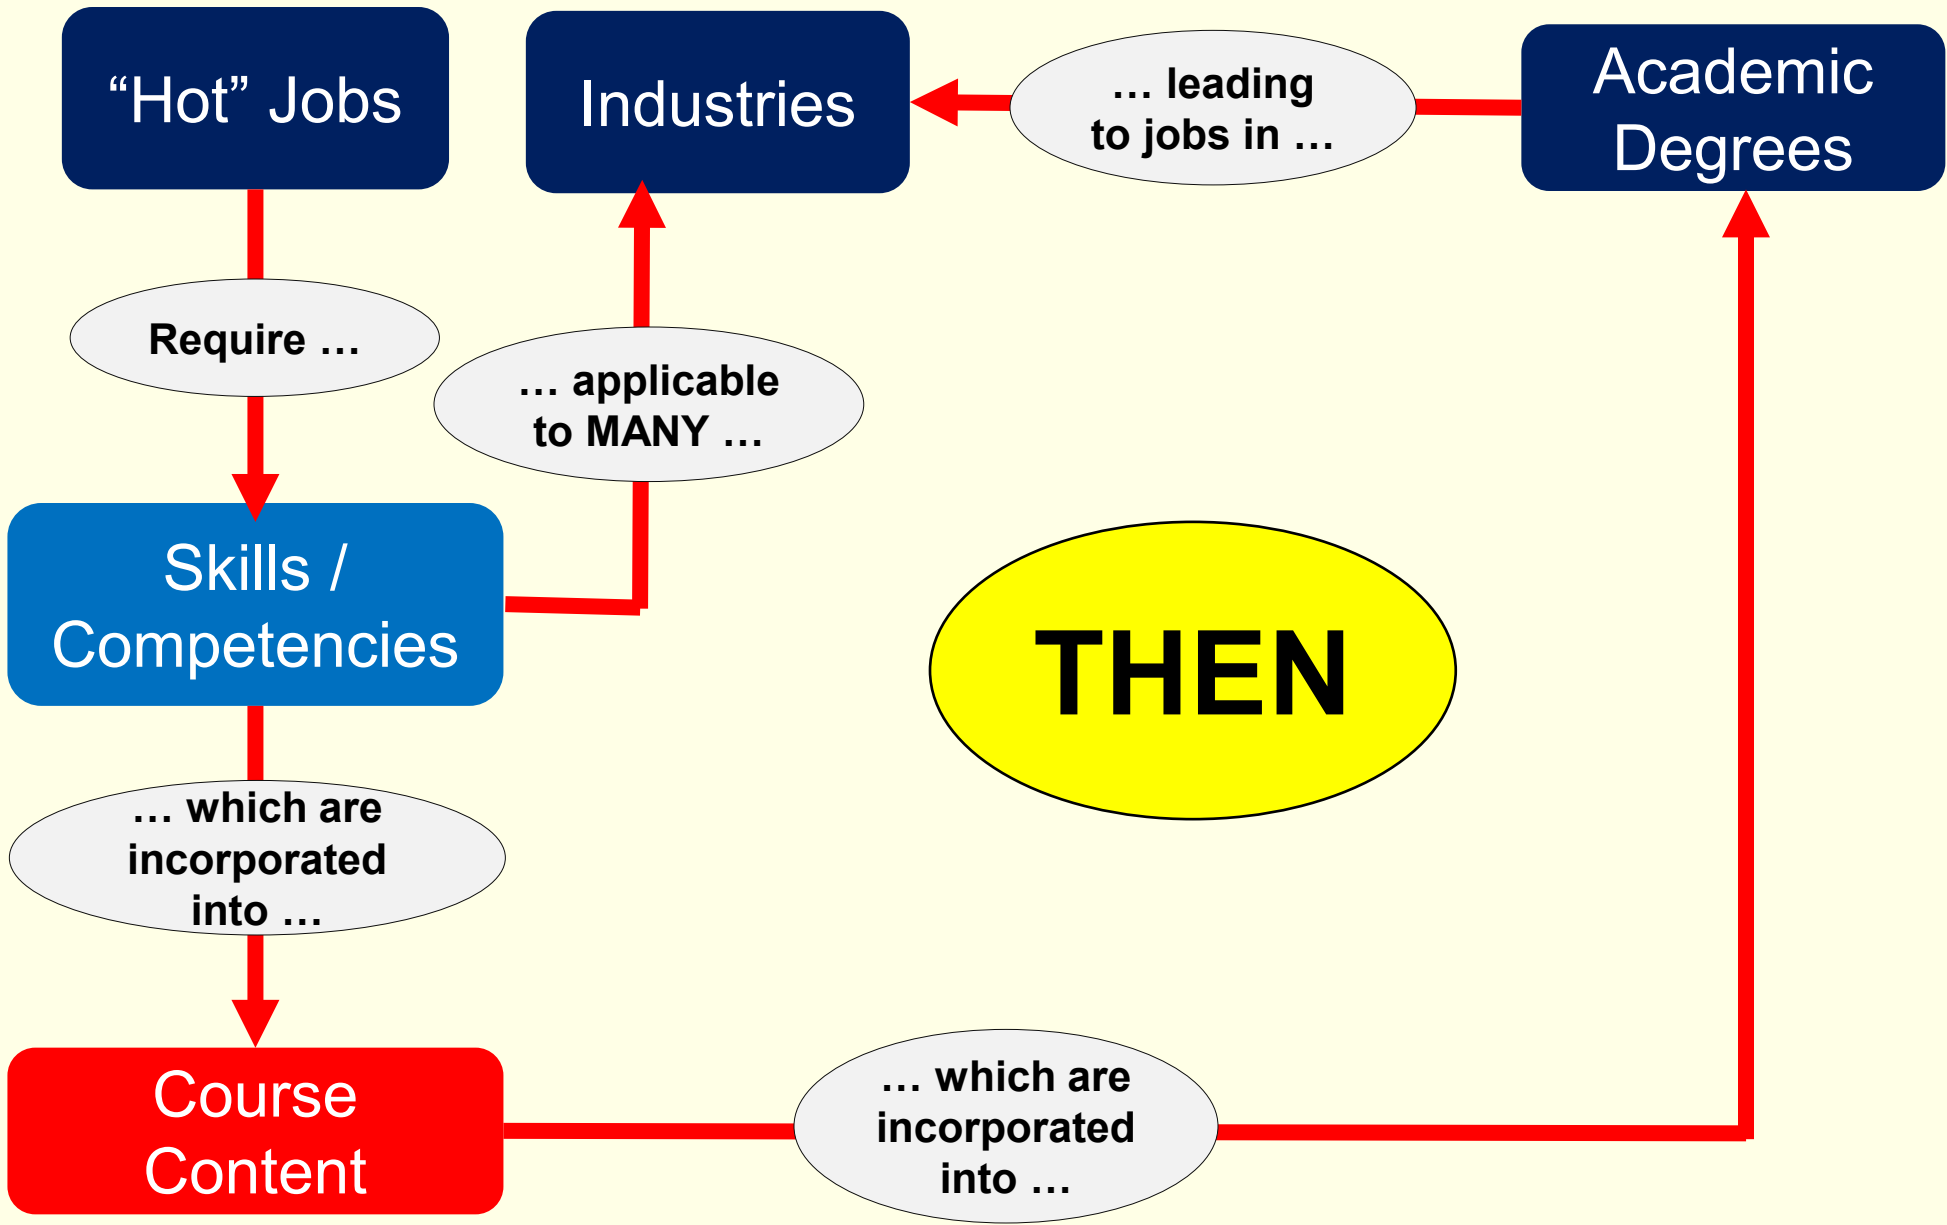 “Hot” Jobs
Industries
… leading
to jobs in …
Academic
Degrees
Require …
… applicable
to MANY …
Skills /
Competencies
THEN
… which are
incorporated
into …
Course
Content
… which are
incorporated
into …